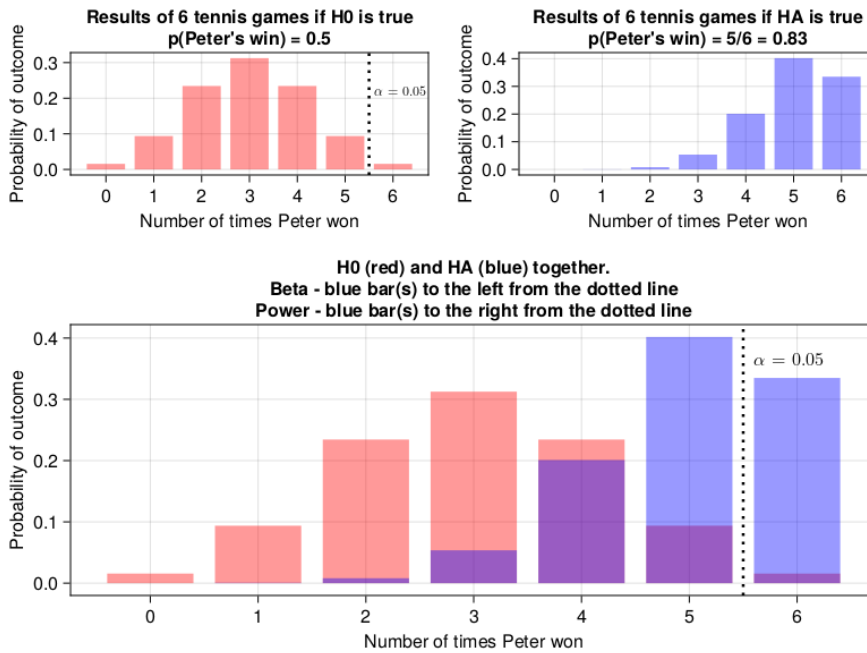 Results of 6 tennis games if H0 is true
p(Peter's win) = 0.5
Probability of outcome
0.3
0.2
0.1
0.0
α = 0.05
0 1 2 3 4 5 6
Number of times Peter won
Results of 6 tennis games if HA is true
p(Peter's win) = 5/6 = 0.83
Probability of outcome
0.4
0.3
0.2
0.1
0.0
0 1 2 3 4 5 6
Number of times Peter won
H0 (red) and HA (blue) together.
Beta - blue bar(s) to the left from the dotted line
Power - blue bar(s) to the right from the dotted line
Probability of outcome
0.4
0.3
0.2
0.1
0.0
α = 0.05
0 1 2 3 4 5 6
Number of times Peter won